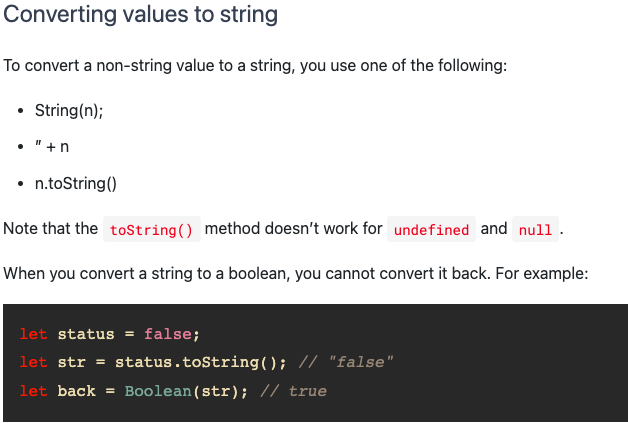 Converting values to string
To convert a non-string value to a string, you use one of the following:
• String(n);
• ” + n
• n.toString()
Note that the toString() method doesn’t work for undefined and null .
When you convert a string to a boolean, you cannot convert it back. For example:
let status = false;
let str = status.toString(); // "false"
let back = Boolean(str); // true